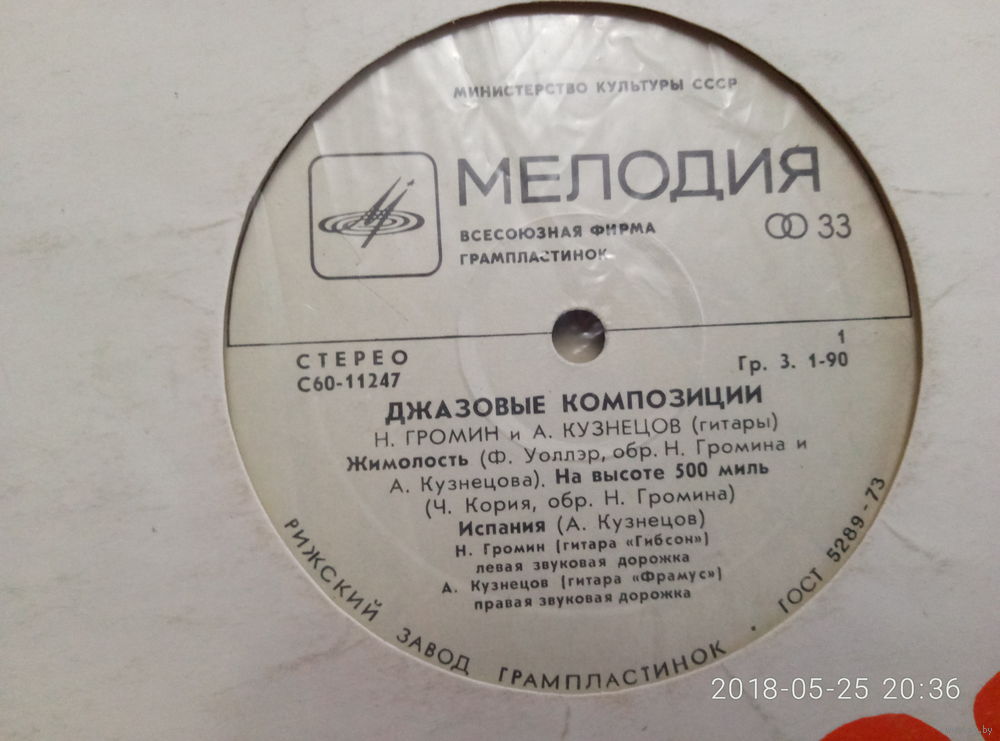 МИНИСТЕРСТВО КУЛЬТУРЫ СССР
МЕЛОДИЯ
ВСЕСОЮЗНАЯ ФИРМА
ГРАМПЛАСТИНОК
33
СТЕРЕО
С60-11247
1
Гр. 3. 1-90
ДЖАЗОВЫЕ КОМПОЗИЦИИ
Н. ГРОМИН и А. КУЗНЕЦОВ (гитары)
Жимолость (Ф. Уоллэр, обр. Н. Громина и
А. Кузнецова). На высоте 500 миль
(Ч. Кория, обр. Н. Громина)
Испания (А. Кузнецов)
Н. Громин (гитара «Гибсон»)
левая звуковая дорожка
А. Кузнецов (гитара «Фрамус»)
правая звуковая дорожка
РИЖСКИЙ ЗАВОД ГРАМПЛАСТИНОК · ГОСТ 5289-73
2018-05-25 20:36